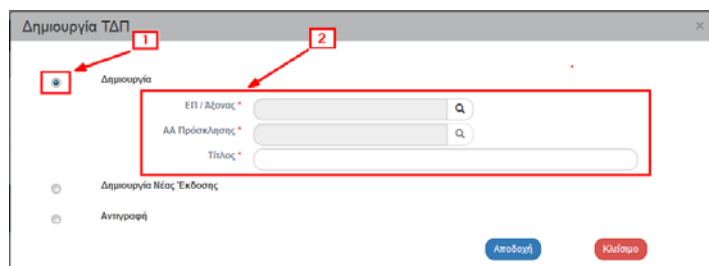 Δημιουργία ΤΔΠ ×
1 2
Δημιουργία
ΕΠ / Άξονας *
ΑΑ Πρόσκλησης *
Τίτλος *
Δημιουργία Νέας Έκδοσης
Αντιγραφή
Αποδοχή Κλείσιμο